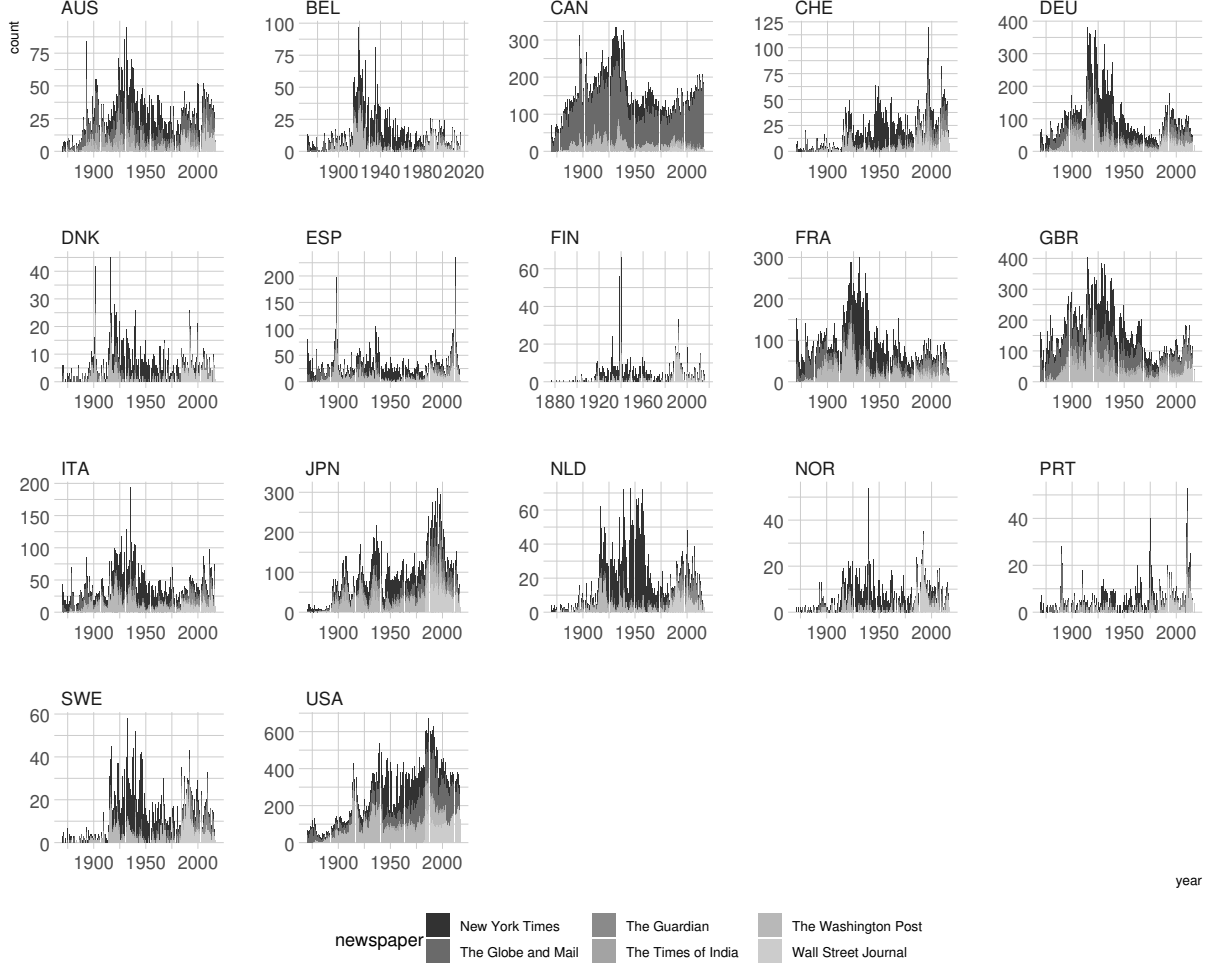 AUS BEL CAN CHE DEU
count
75 50 25 0
100 75 50 25 0
300 200 100 0
125 100 75 50 25 0
400 300 200 100 0
1900 1950 2000
1900 1940 1980 2020
1900 1950 2000
1900 1950 2000
1900 1950 2000
DNK ESP FIN FRA GBR
40 30 20 10 0
200 150 100 50 0
60 40 20 0
300 200 100 0
400 300 200 100 0
1900 1950 2000
1900 1950 2000
1880 1920 1960 2000
1900 1950 2000
1900 1950 2000
ITA JPN NLD NOR PRT
200 150 100 50 0
300 200 100 0
60 40 20 0
40 20 0
40 20 0
1900 1950 2000
1900 1950 2000
1900 1950 2000
1900 1950 2000
1900 1950 2000
SWE USA
60 40 20 0
600 400 200 0
1900 1950 2000
1900 1950 2000
year
newspaper
New York Times The Guardian The Washington Post
The Globe and Mail The Times of India Wall Street Journal